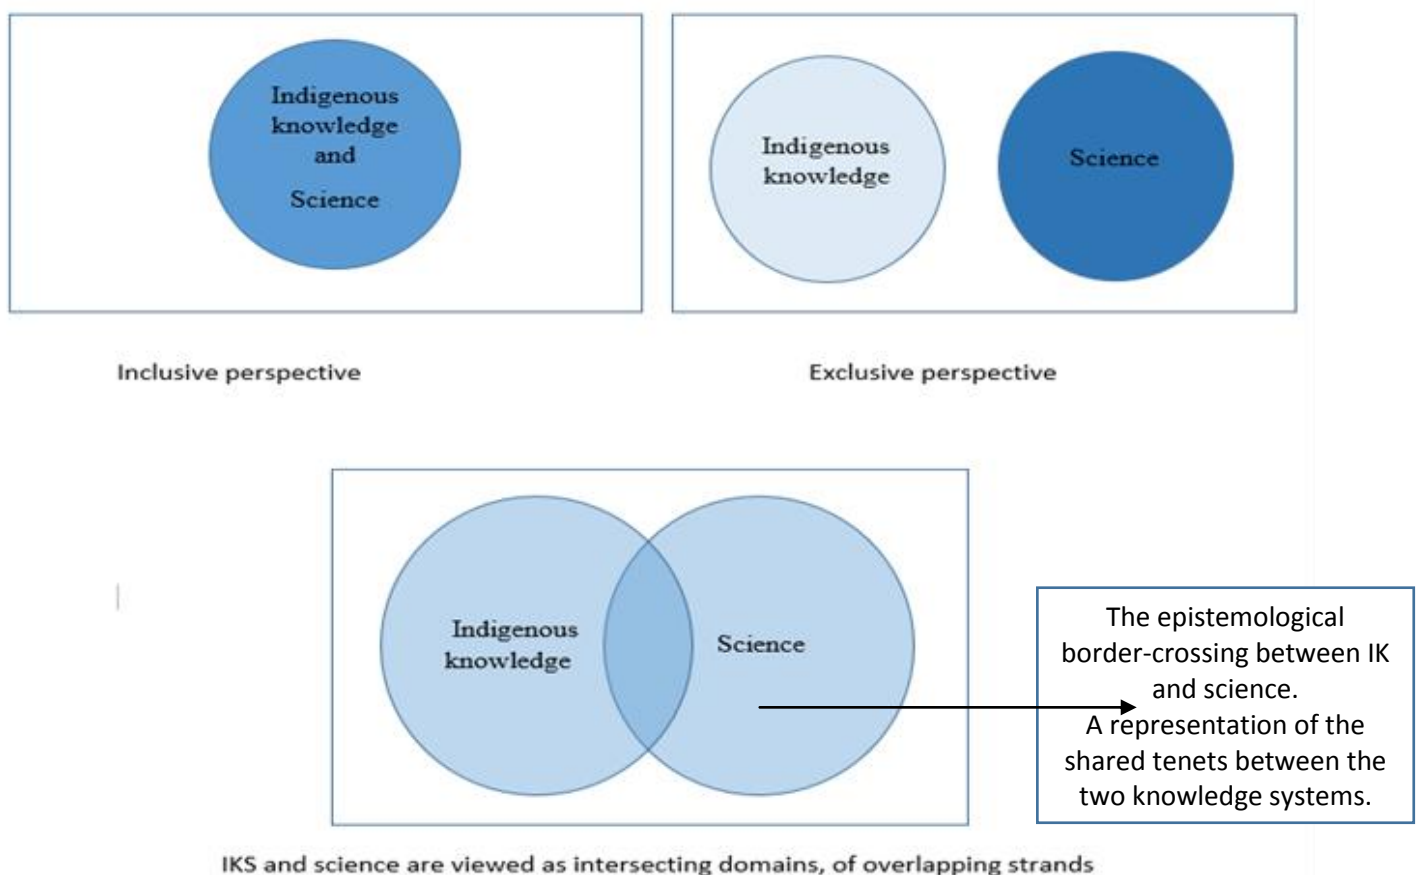 Indigenous
knowledge
and
Science
Indigenous
knowledge
Science
Inclusive perspective
Exclusive perspective
Indigenous
knowledge
Science
The epistemological
border-crossing between IK
and science.
A representation of the
shared tenets between the
two knowledge systems.
IKS and science are viewed as intersecting domains, of overlapping strands